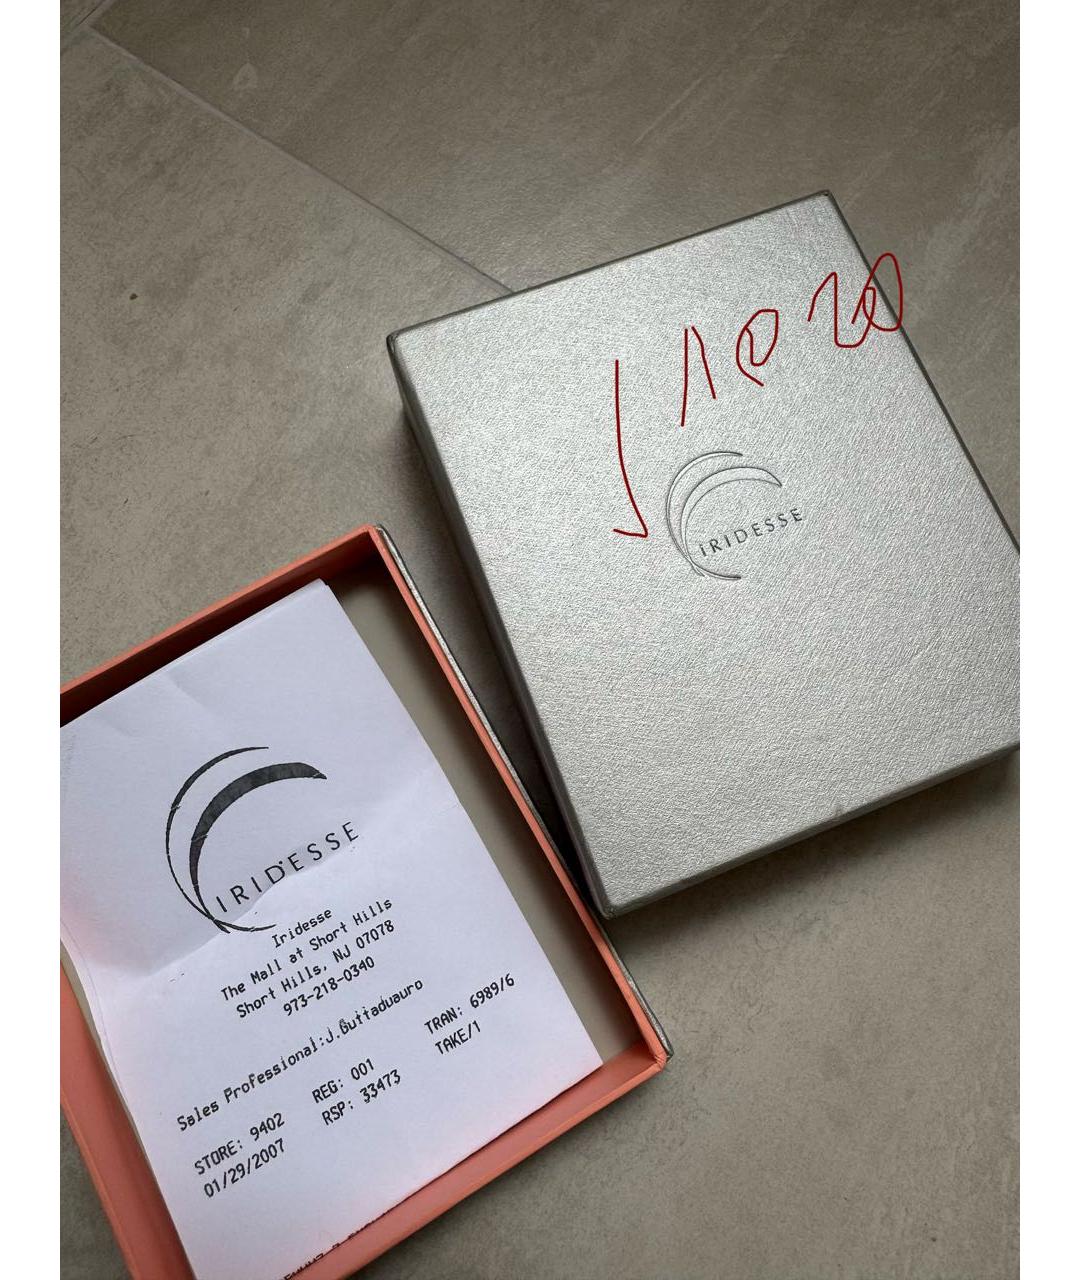 IRIDESSE
IRIDESSE
Iridesse
The Mall at Short Hills
Short Hills, NJ 07078
973-218-0340
Sales Professional:J.Guttaduauro
STORE: 9402 REG: 001 TRAN: 6989/6
01/29/2007 RSP: 33473 TAKE/1